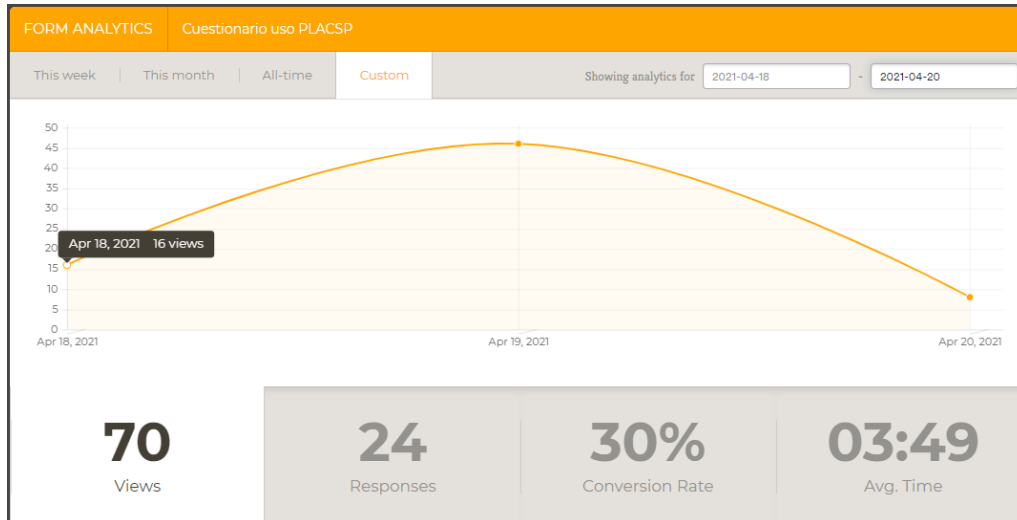 FORM ANALYTICS Cuestionario uso PLACSP
This week This month All-time Custom Showing analytics for 2021-04-18 - 2021-04-20
50
45
40
35
30
25
20
15
10
5
0
Apr 18, 2021 16 views
Apr 18, 2021 Apr 19, 2021 Apr 20, 2021
70 24 30% 03:49
Views Responses Conversion Rate Avg. Time